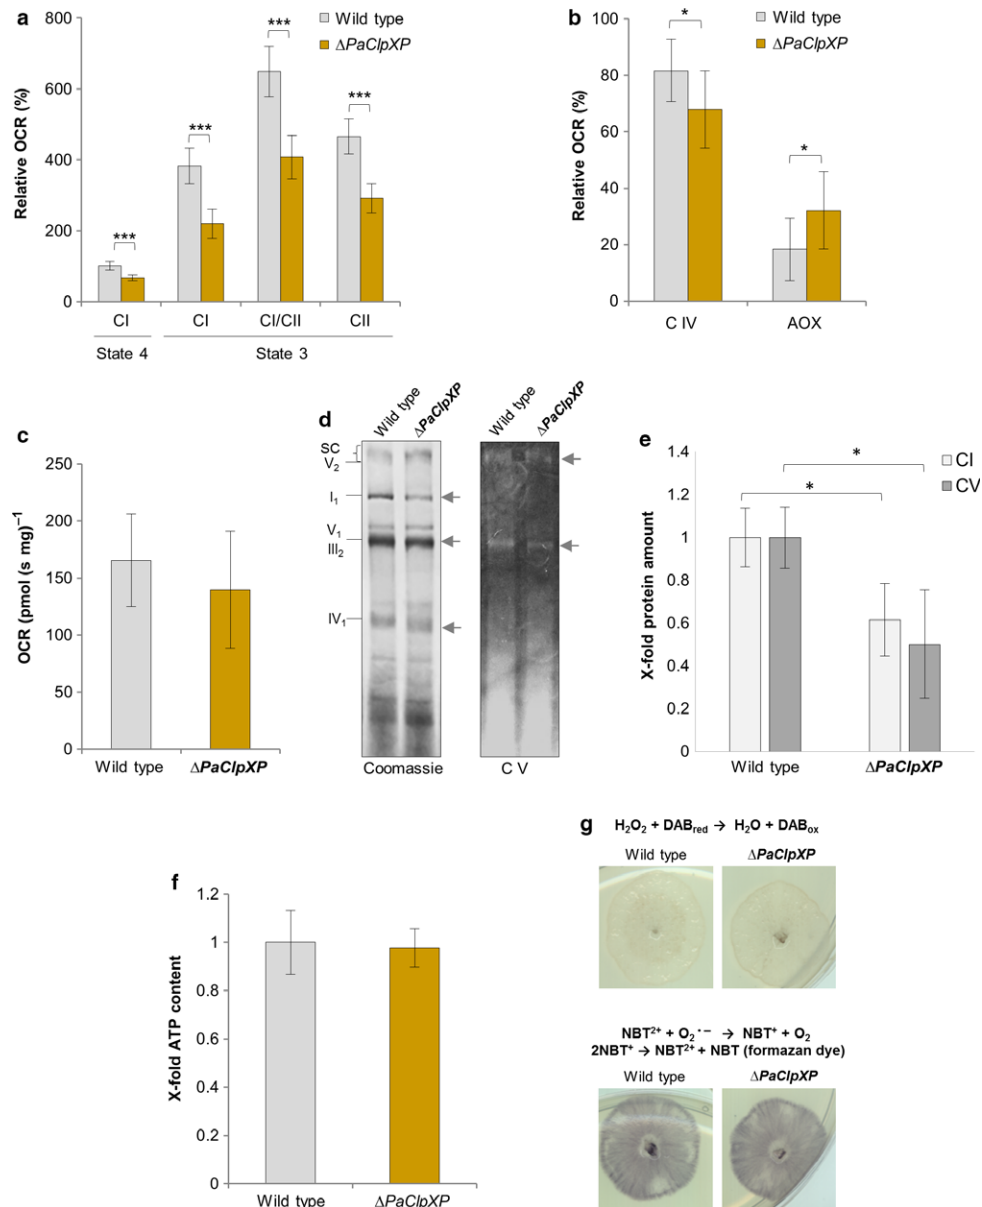 a
Relative OCR (%)
800
600
400
200
0
Wild type
ΔPaClpXP
***
***
***
***
CI
CI
CI/CII
CII
State 4
State 3
b
Relative OCR (%)
100
80
60
40
20
0
Wild type
ΔPaClpXP
*
*
C IV
AOX
c
OCR (pmol (s mg)⁻¹
250
200
150
100
50
0
Wild type
ΔPaClpXP
d
Wild type
ΔPaClpXP
Wild type
ΔPaClpXP
SC
V₂
I₁
V₁
III₂
IV₁
Coomassie
C V
e
X-fold protein amount
1.4
1.2
1
0.8
0.6
0.4
0.2
0
CI
CV
*
*
Wild type
ΔPaClpXP
f
X-fold ATP content
1.2
1
0.8
0.6
0.4
0.2
0
Wild type
ΔPaClpXP
g
H₂O₂ + DABred → H₂O + DABox
Wild type
ΔPaClpXP
NBT²⁺ + O₂˙⁻ → NBT⁺ + O₂
2NBT⁺ → NBT²⁺ + NBT (formazan dye)
Wild type
ΔPaClpXP